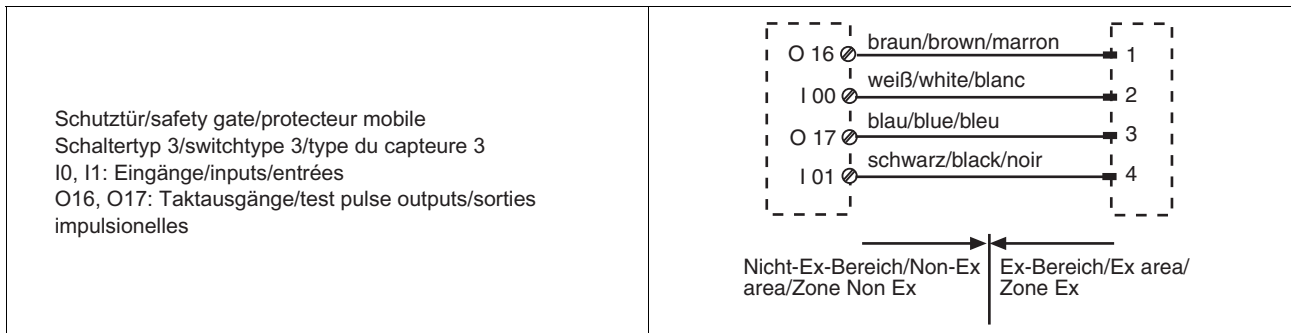 Schutztür/safety gate/protecteur mobile
Schaltertyp 3/switchtype 3/type du capteure 3
I0, I1: Eingänge/inputs/entrées
O16, O17: Taktausgänge/test pulse outputs/sorties
impulsionelles
O 16 braun/brown/marron 1
I 00 weiß/white/blanc 2
O 17 blau/blue/bleu 3
I 01 schwarz/black/noir 4
Nicht-Ex-Bereich/Non-Ex
area/Zone Non Ex
Ex-Bereich/Ex area/
Zone Ex